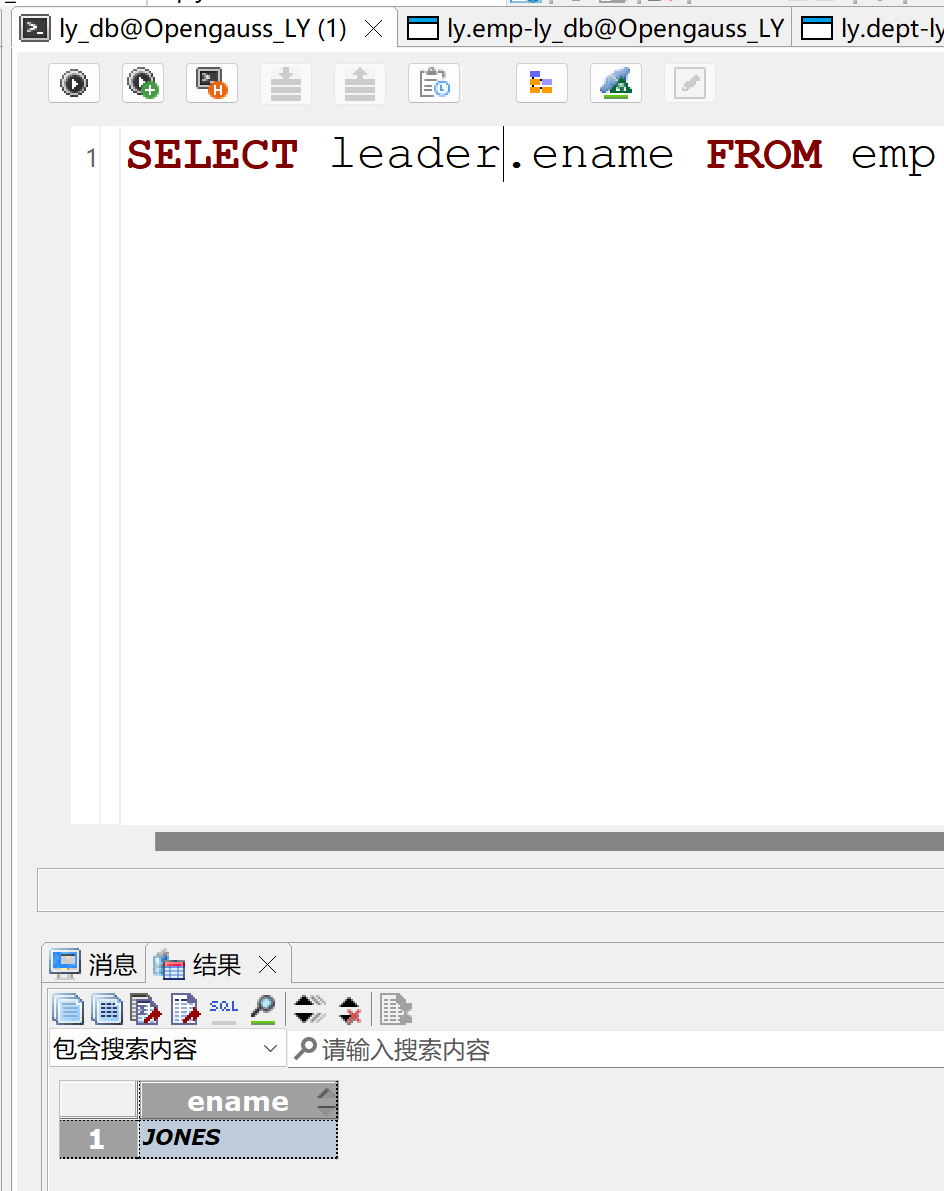 ly_db@Opengauss_LY (1)
ly.emp-ly_db@Opengauss_LY
ly.dept-ly
1
SELECT leader.ename FROM emp
消息
结果
SQL
包含搜索内容
请输入搜索内容
ename
1 JONES